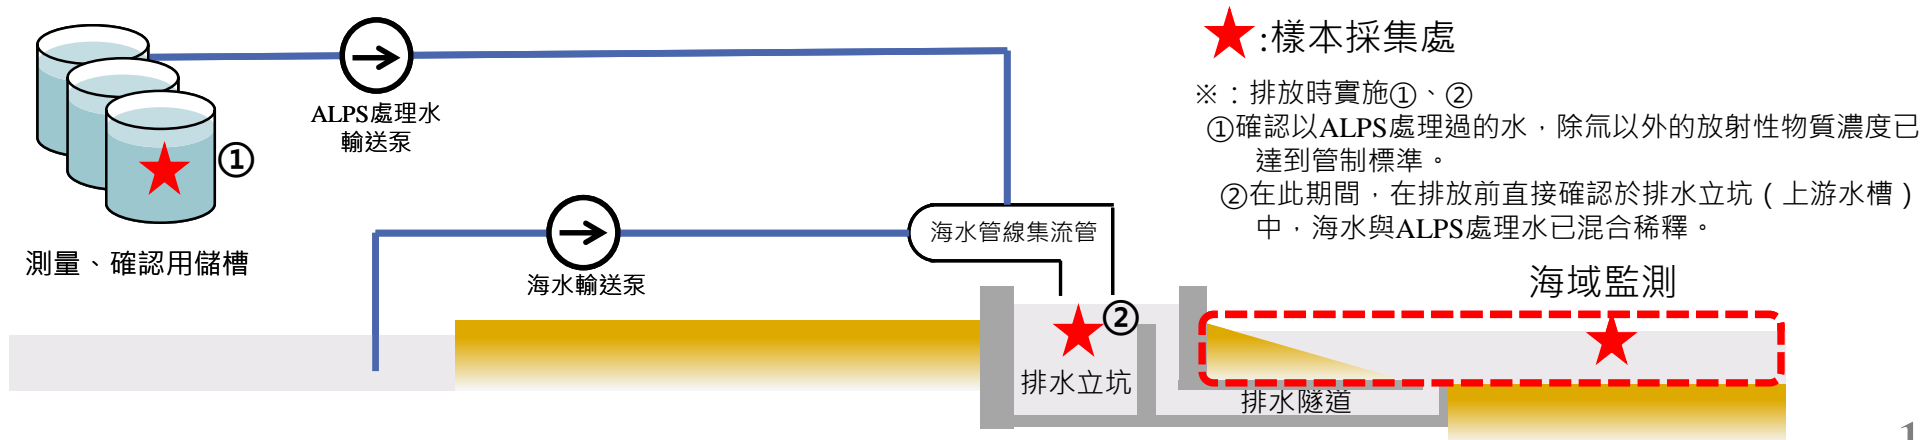 :樣本採集處
※：排放時實施①、②
①確認以ALPS處理過的水，除氚以外的放射性物質濃度已
達到管制標準。
②在此期間，在排放前直接確認於排水立坑（上游水槽）
中，海水與ALPS處理水已混合稀釋。
ALPS處理水
輸送泵
①
測量、確認用儲槽
海水管線集流管
海水輸送泵
海域監測
②
排水立坑
排水隧道
1